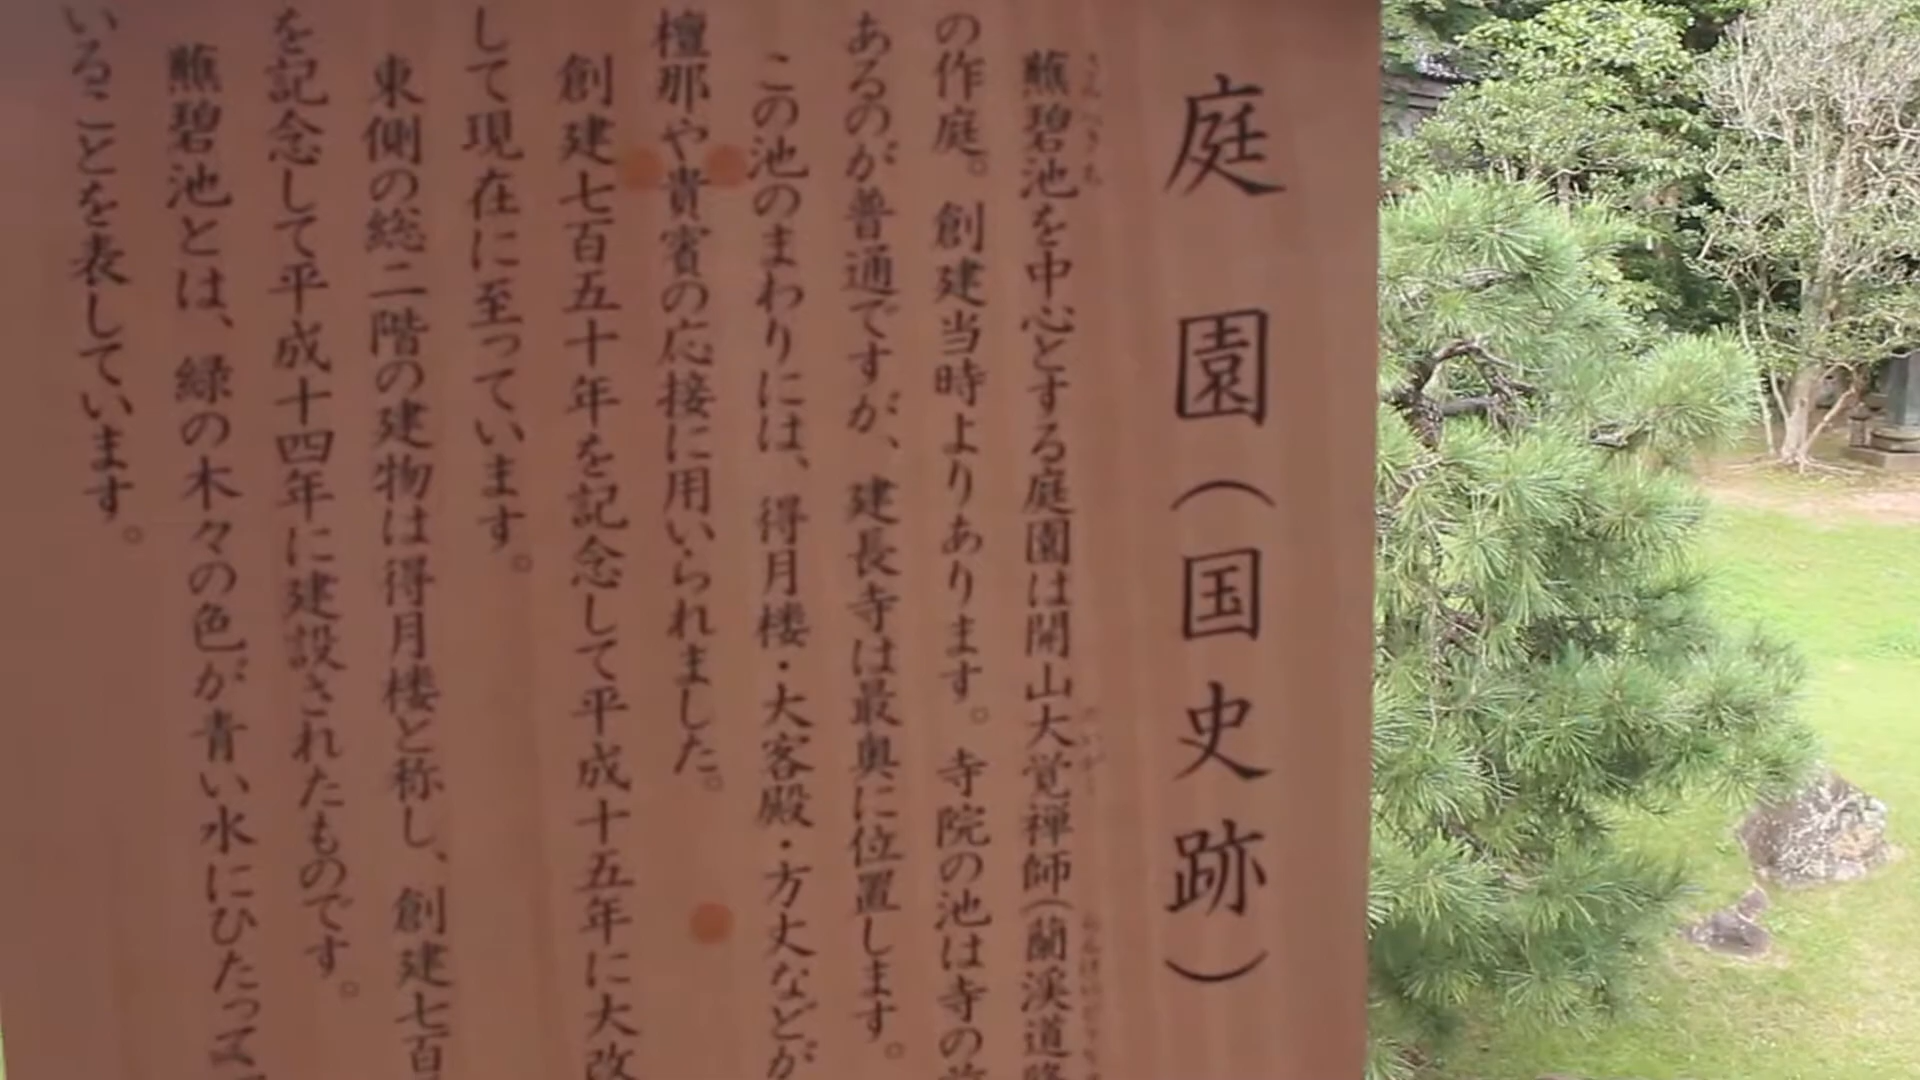 庭園(国史跡)
蘸碧池を中心とする庭園は開山大覚禅師(蘭渓道隆
の作庭。創建当時よりあります。寺院の池は寺の前
あるのが普通ですが、建長寺は最奥に位置します。
この池のまわりには、得月楼・大客殿・方丈などが
檀那や貴賓の応接に用いられました。
創建七百五十年を記念して平成十五年に大改
して現在に至っています。
東側の総二階の建物は得月楼と称し、創建七百
を記念して平成十四年に建設されたものです。
蘸碧池とは、緑の木々の色が青い水にひたって
いることを表しています。